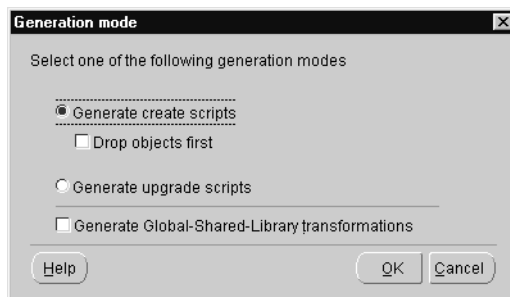 Generation mode
Select one of the following generation modes
Generate create scripts
Drop objects first
Generate upgrade scripts
Generate Global-Shared-Library transformations
Help
OK
Cancel